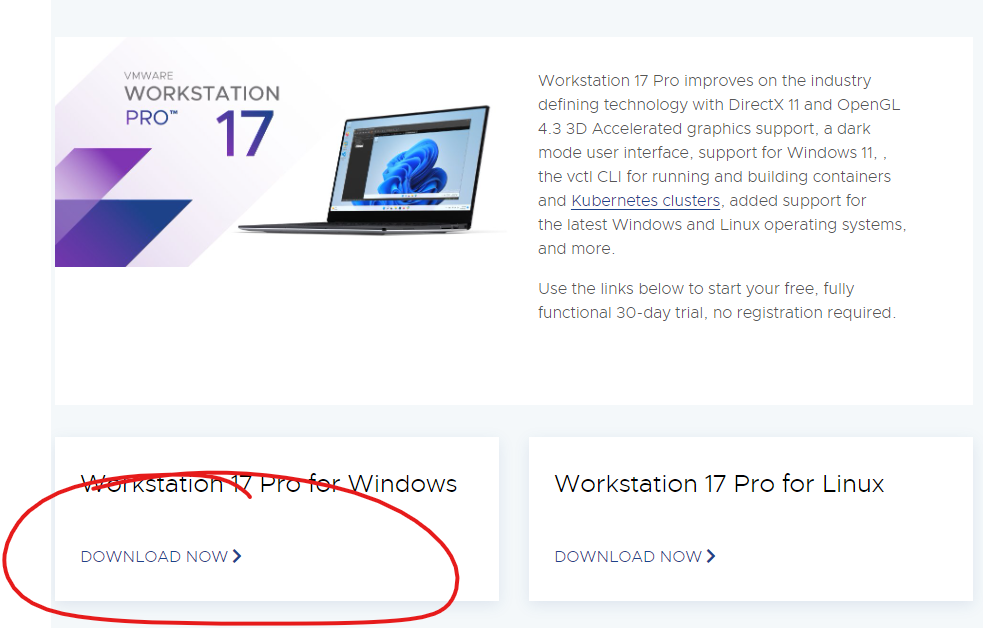 VMWARE
WORKSTATION
PRO™ 17
Workstation 17 Pro improves on the industry
defining technology with DirectX 11 and OpenGL
4.3 3D Accelerated graphics support, a dark
mode user interface, support for Windows 11, ,
the vctl CLI for running and building containers
and Kubernetes clusters, added support for
the latest Windows and Linux operating systems,
and more.
Use the links below to start your free, fully
functional 30-day trial, no registration required.
Workstation 17 Pro for Windows
DOWNLOAD NOW
Workstation 17 Pro for Linux
DOWNLOAD NOW